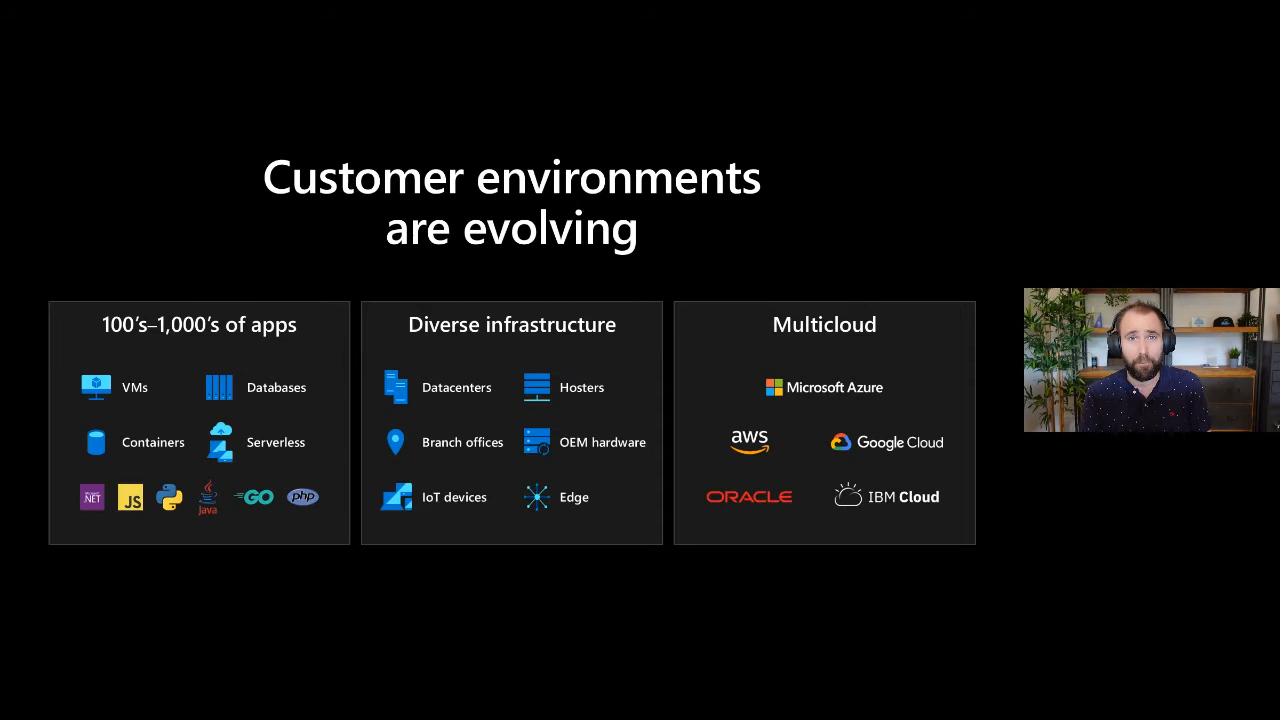 Customer environments
are evolving
100's–1,000's of apps
VMs
Databases
Containers
Serverless
NET
JS
Java
GO
php
Diverse infrastructure
Datacenters
Hosters
Branch offices
OEM hardware
IoT devices
Edge
Multicloud
Microsoft Azure
aws
Google Cloud
ORACLE
IBM Cloud